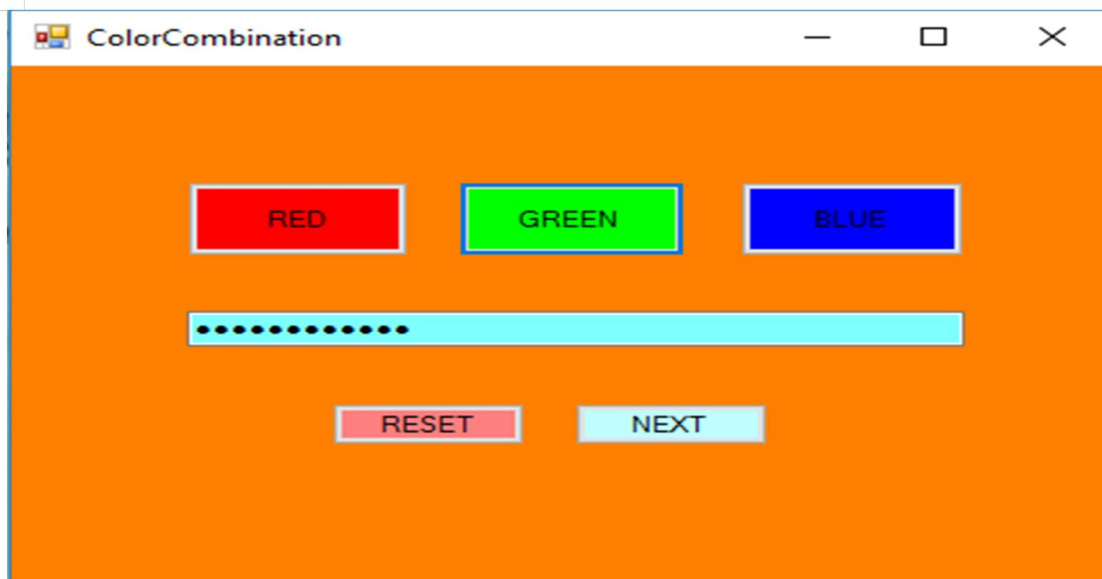 ColorCombination
RED GREEN BLUE
••••••••••••
RESET NEXT